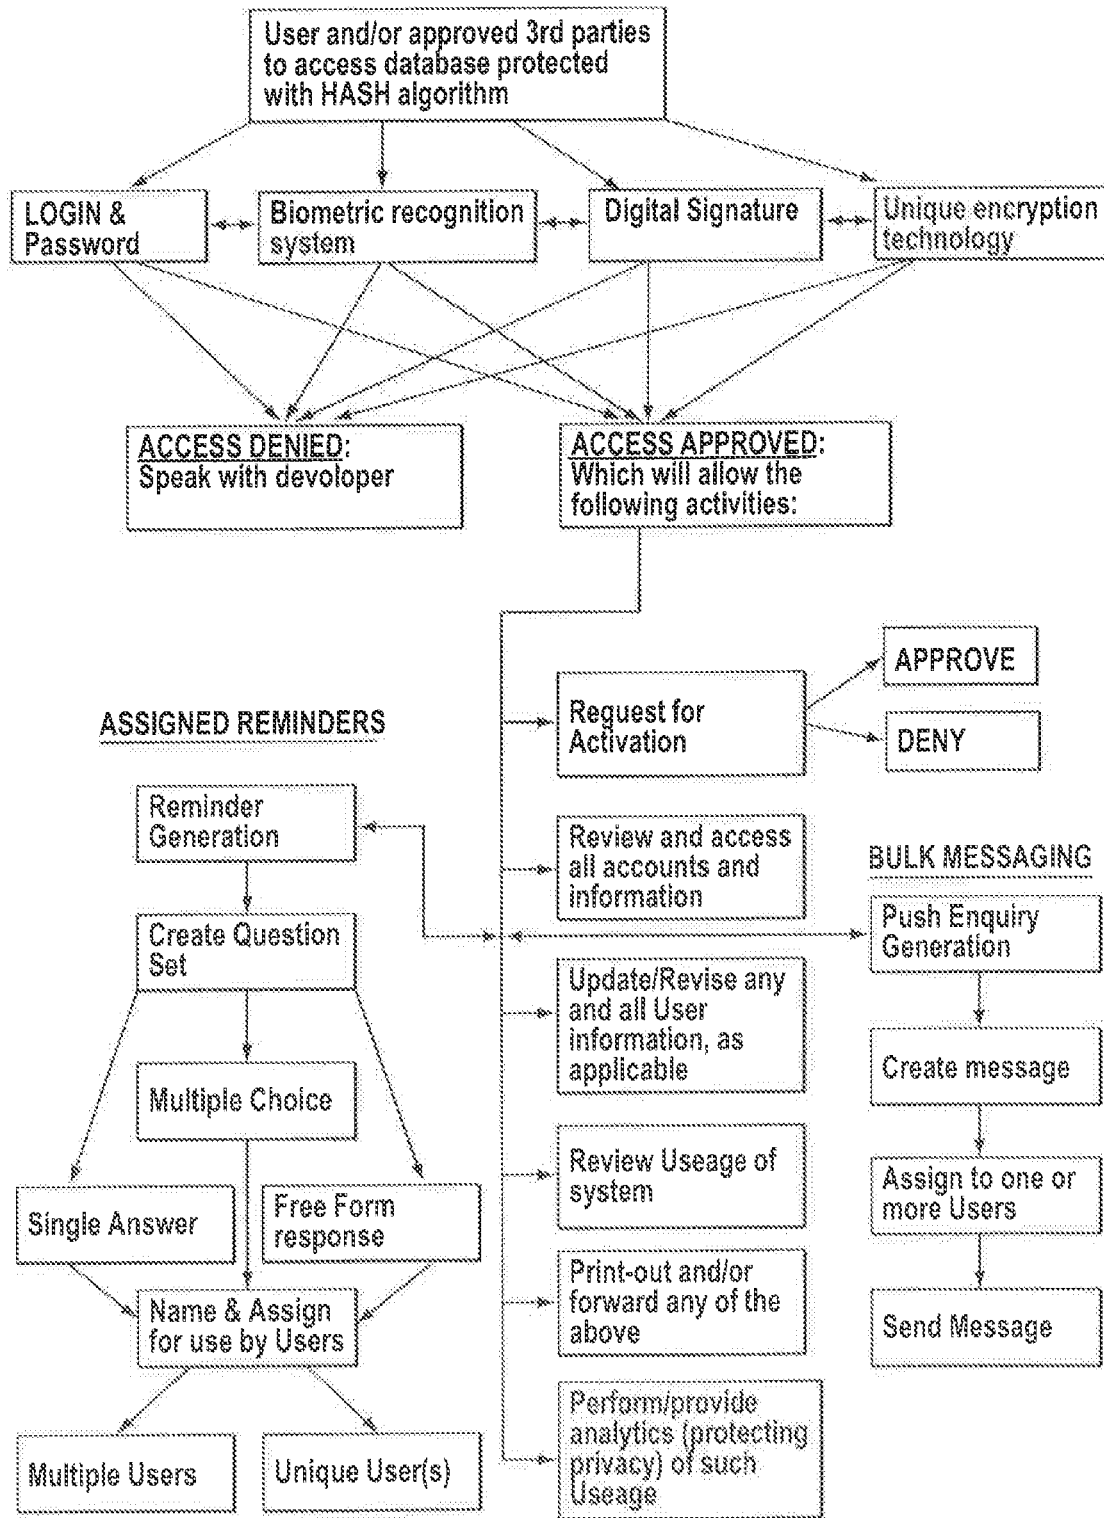 User and/or approved 3rd parties
to access database protected
with HASH algorithm
LOGIN &
Password
Biometric recognition
system
Digital Signature
Unique encryption
technology
ACCESS DENIED:
Speak with devoloper
ACCESS APPROVED:
Which will allow the
following activities:
Reguest for
Activation
APPROVE
DENY
ASSIGNED REMINDERS
Reminder
Generation
Create Question
Set
Multiple Choice
Single Answer
Free Form
response
Name & Assign
for use by Users
Multiple Users
Unique User(s)
Review and access
all accounts and
information
Update/Revise any
and all User
information, as
applicable
Review Useage of
system
Print-out and/or
forward any of the
above
Perform/provide
analytics (protecting
privacy) of such
Useage
BULK MESSAGING
Push Enquiry
Generation
Create message
Assign to one or
more Users
Send Message